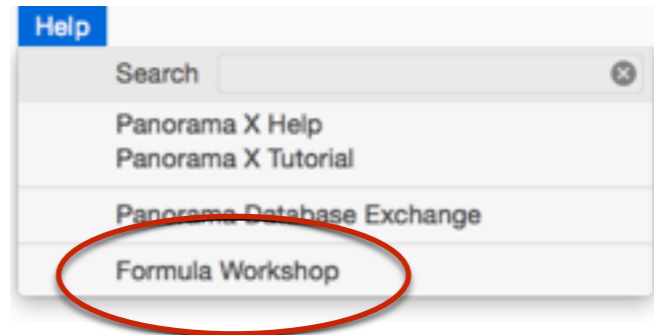 Help
Search
Panorama X Help
Panorama X Tutorial
Panorama Database Exchange
Formula Workshop